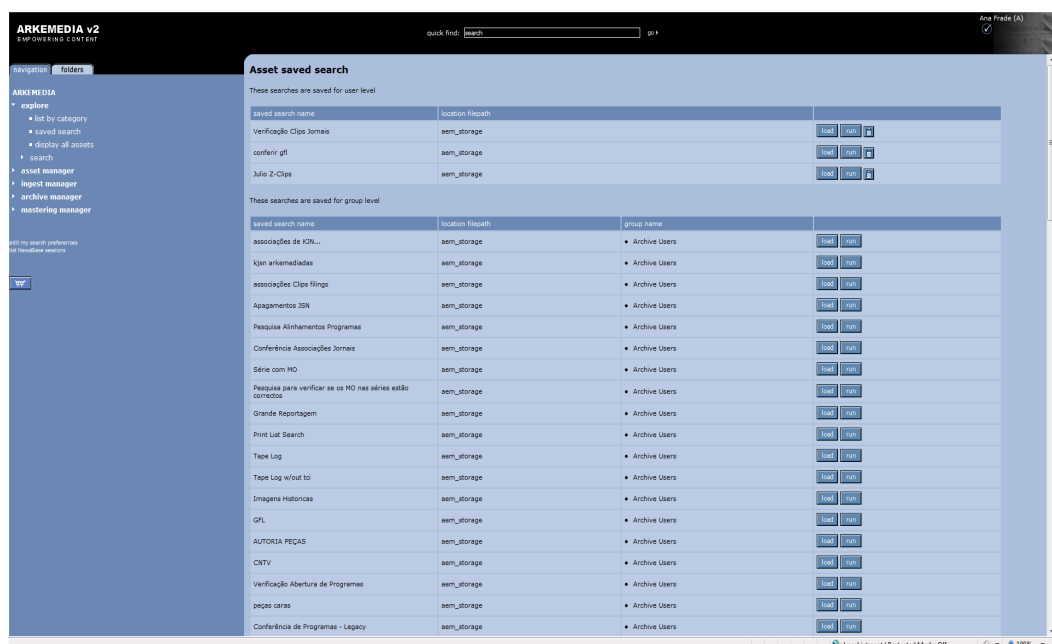 ARKEMEDIA v2
EMPOWERING CONTENT
quick find: search go
Ana Frade (A)
navigation folders
ARKEMEDIA
explore
list by category
saved search
display all assets
search
asset manager
ingest manager
archive manager
mastering manager
edit my search preferences
list NewsBase sessions
Asset saved search
These searches are saved for user level
saved search name location filepath
Verificação Clips Jornais aem_storage load run
conferir gfl aem_storage load run
Julio Z-Clips aem_storage load run
These searches are saved for group level
saved search name location filepath group name
associações de KJN... aem_storage • Archive Users load run
kjsn arkemediadas aem_storage • Archive Users load run
associações Clips filings aem_storage • Archive Users load run
Apagamentos JSN aem_storage • Archive Users load run
Pesquisa Alinhamentos Programas aem_storage • Archive Users load run
Conferência Associações Jornais aem_storage • Archive Users load run
Série com MO aem_storage • Archive Users load run
Pesquisa para verificar se os MO nas séries estão
correctos aem_storage • Archive Users load run
Grande Reportagem aem_storage • Archive Users load run
Print List Search aem_storage • Archive Users load run
Tape Log aem_storage • Archive Users load run
Tape Log w/out tci aem_storage • Archive Users load run
Imagens Historicas aem_storage • Archive Users load run
GFL aem_storage • Archive Users load run
AUTORIA PEÇAS aem_storage • Archive Users load run
CNTV aem_storage • Archive Users load run
Verificação Abertura de Programas aem_storage • Archive Users load run
peças caras aem_storage • Archive Users load run
Conferência de Programas - Legacy aem_storage • Archive Users load run